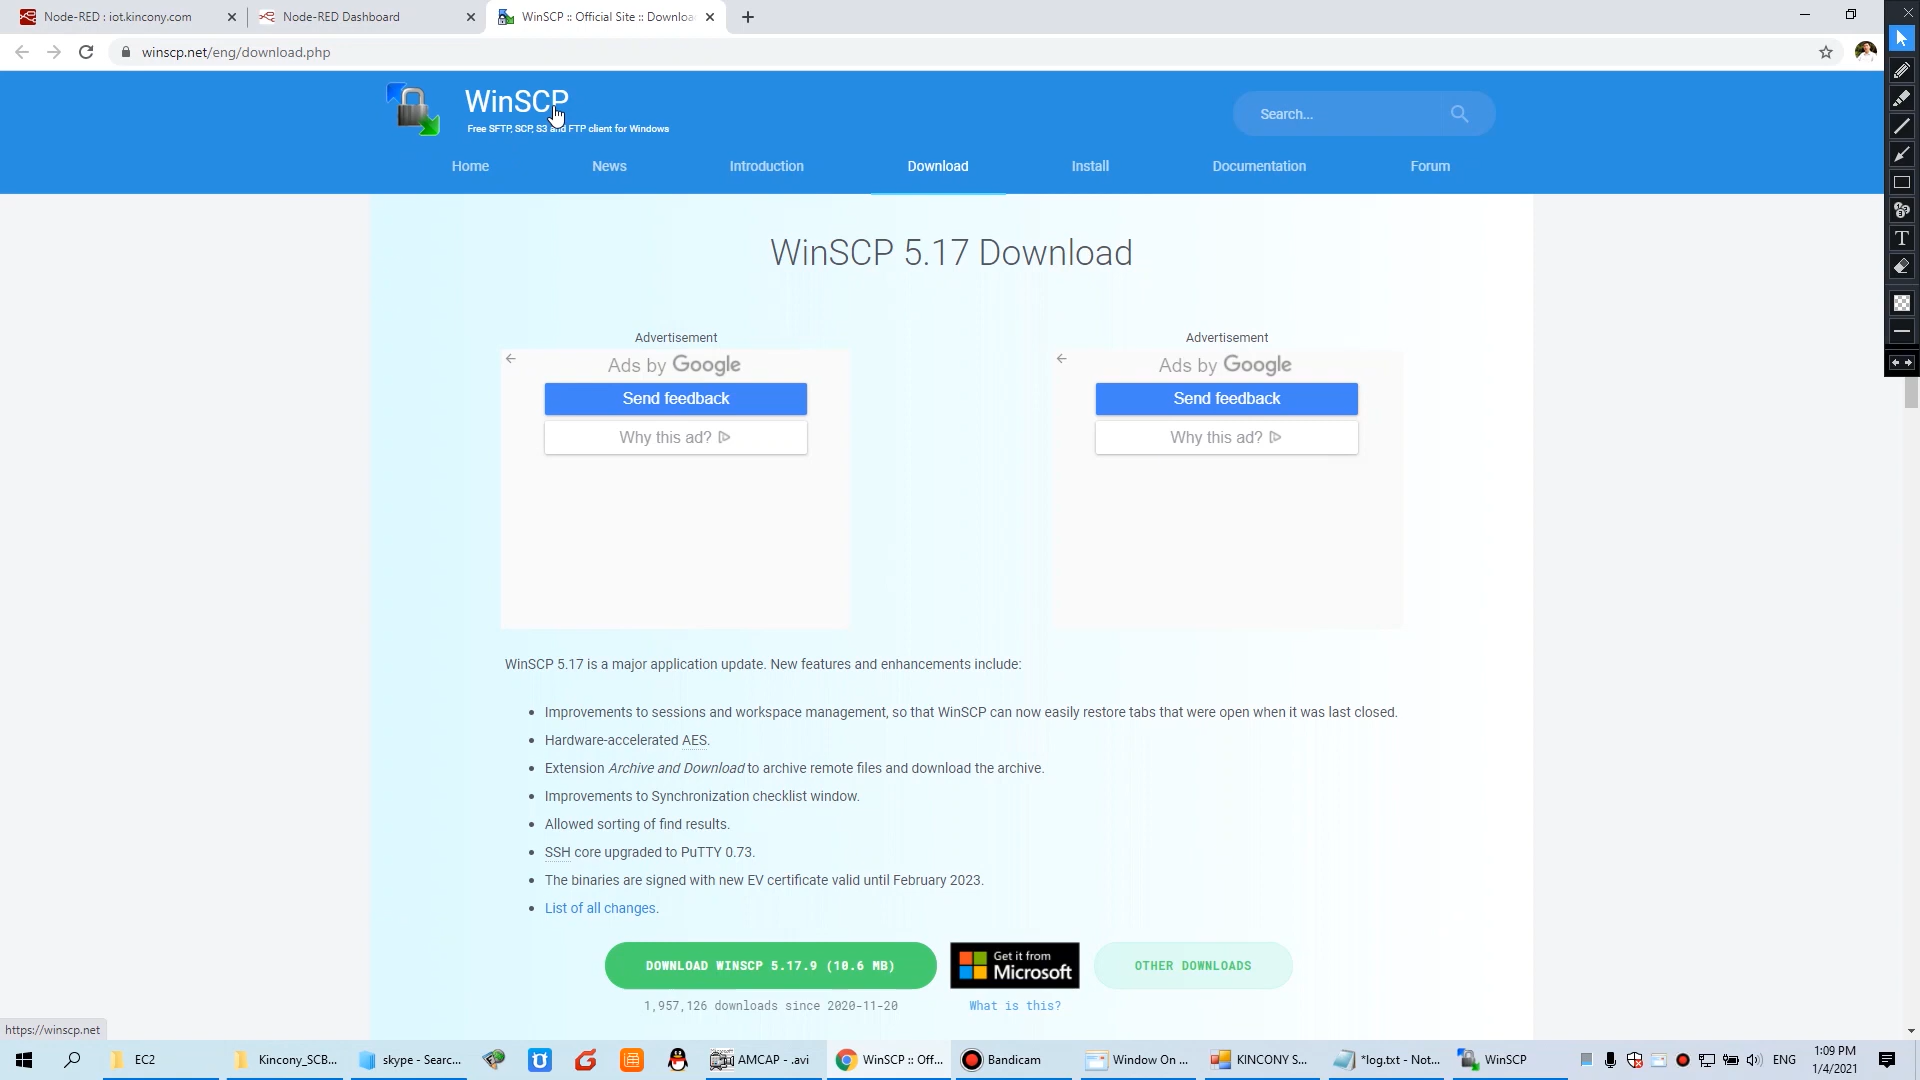 Node-RED : iot.kincony.com
Node-RED Dashboard
WinSCP :: Official Site :: Downloa
winscp.net/eng/download.php
WinSCP
Free SFTP, SCP, S3 and FTP client for Windows
Search...
Home
News
Introduction
Download
Install
Documentation
Forum
WinSCP 5.17 Download
Advertisement
Advertisement
Ads by Google
Send feedback
Why this ad?
Ads by Google
Send feedback
Why this ad?
WinSCP 5.17 is a major application update. New features and enhancements include:
• Improvements to sessions and workspace management, so that WinSCP can now easily restore tabs that were open when it was last closed.
• Hardware-accelerated AES.
• Extension Archive and Download to archive remote files and download the archive.
• Improvements to Synchronization checklist window.
• Allowed sorting of find results.
• SSH core upgraded to PuTTY 0.73.
• The binaries are signed with new EV certificate valid until February 2023.
• List of all changes.
DOWNLOAD WINSCP 5.17.9 (10.6 MB)
Get it from
Microsoft
OTHER DOWNLOADS
1,957,126 downloads since 2020-11-20
What is this?
https://winscp.net
EC2
Kincony_SCB...
skype - Searc...
AMCAP - .avi
WinSCP :: Off...
Bandicam
Window On ...
KINCONY S...
*log.txt - Not...
WinSCP
ENG
1:09 PM
1/4/2021